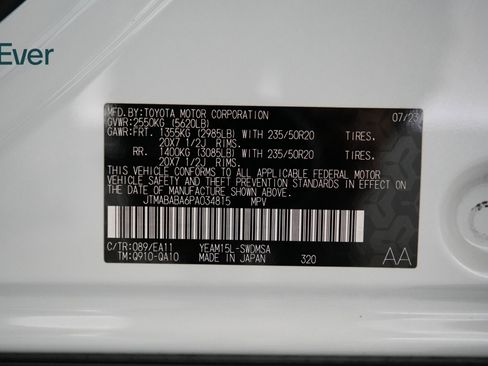 Ever
MFD.BY:TOYOTA MOTOR CORPORATION 07/23
GVWR:2550KG (5620LB)
GAWR:FRT. 1355KG (2985LB) WITH 235/50R20 TIRES.
20X7 1/2J RIMS.
RR. 1400KG (3085LB) WITH 235/50R20 TIRES.
20X7 1/2J RIMS.
THIS VEHICLE CONFORMS TO ALL APPLICABLE FEDERAL MOTOR
VEHICLE SAFETY AND THEFT PREVENTION STANDARDS IN EFFECT
ON THE DATE OF MANUFACTURE SHOWN ABOVE.
JTMABABA6PA034815 MPV
C/TR:089/EA11 YEAM15L-SWDMSA
TM:Q910-QA10 MADE IN JAPAN 320 AA